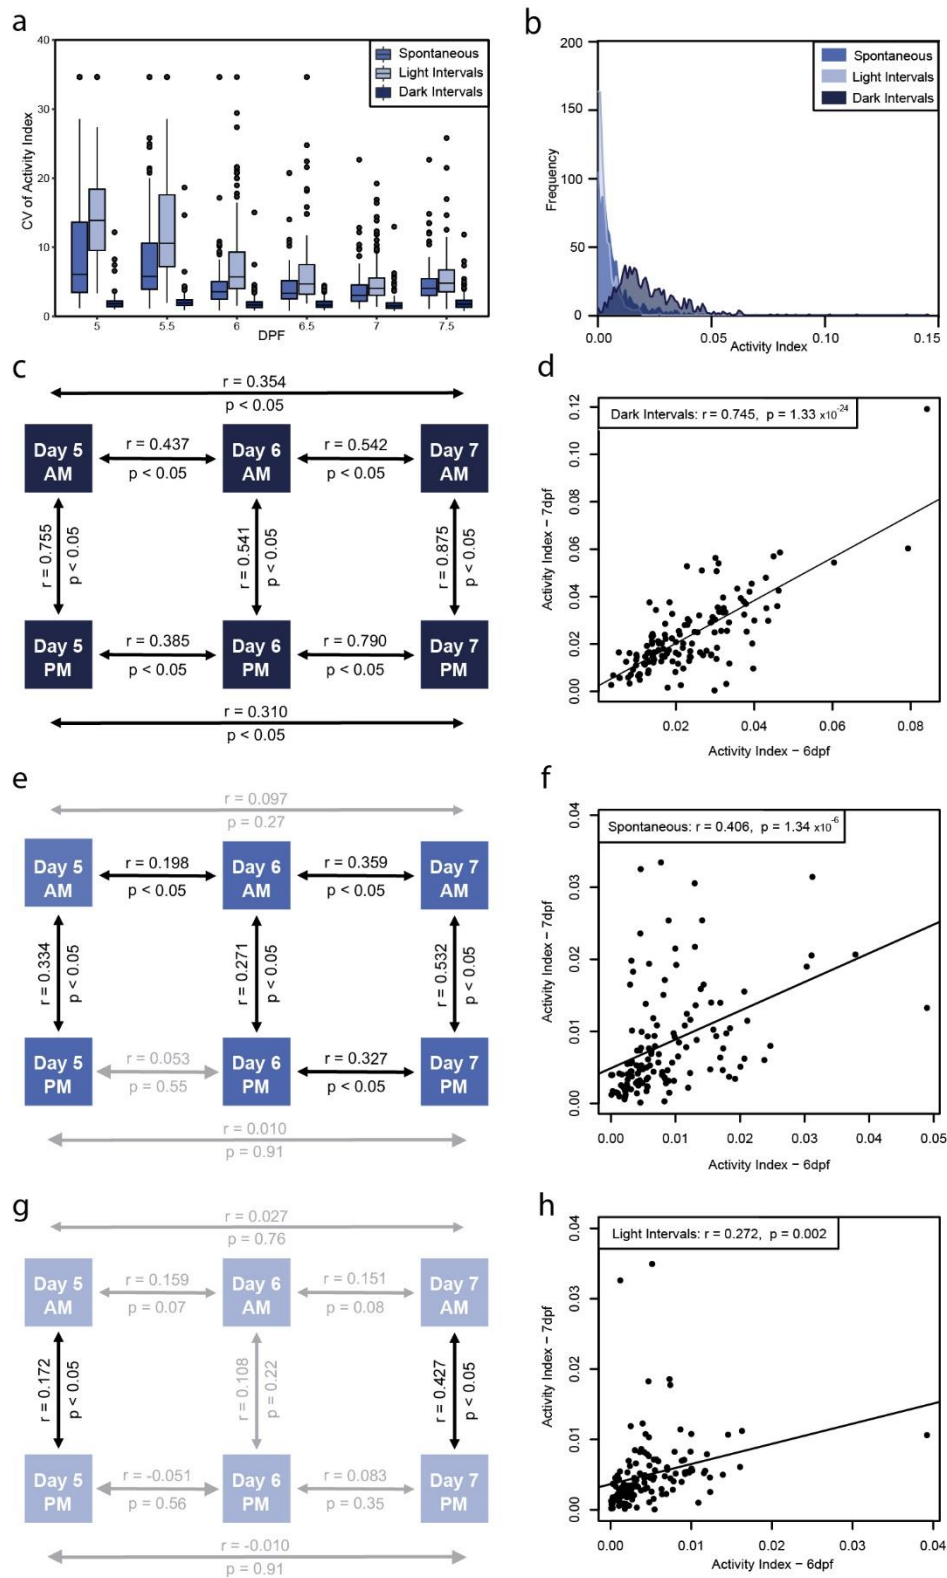 a
40
30
20
10
0
CV of Activity Index
Spontaneous
Light Intervals
Dark Intervals
5
5.5
6
6.5
7
7.5
DPF
b
200
150
100
50
0
Frequency
Spontaneous
Light Intervals
Dark Intervals
0.00
0.05
0.10
0.15
Activity Index
c
r = 0.354
p < 0.05
Day 5
AM
r = 0.437
p < 0.05
Day 6
AM
r = 0.542
p < 0.05
Day 7
AM
r = 0.755
p < 0.05
r = 0.541
p < 0.05
r = 0.875
p < 0.05
Day 5
PM
r = 0.385
p < 0.05
Day 6
PM
r = 0.790
p < 0.05
Day 7
PM
r = 0.310
p < 0.05
d
Dark Intervals: r = 0.745, p = 1.33 x10-24
0.12
0.10
0.08
0.06
0.04
0.02
0.00
Activity Index – 7dpf
0.02
0.04
0.06
0.08
Activity Index – 6dpf
e
r = 0.097
p = 0.27
Day 5
AM
r = 0.198
p < 0.05
Day 6
AM
r = 0.359
p < 0.05
Day 7
AM
r = 0.334
p < 0.05
r = 0.271
p < 0.05
r = 0.532
p < 0.05
Day 5
PM
r = 0.053
p = 0.55
Day 6
PM
r = 0.327
p < 0.05
Day 7
PM
r = 0.010
p = 0.91
f
Spontaneous: r = 0.406, p = 1.34 x10-6
0.04
0.03
0.02
0.01
0.00
Activity Index – 7dpf
0.00
0.01
0.02
0.03
0.04
0.05
Activity Index – 6dpf
g
r = 0.027
p = 0.76
Day 5
AM
r = 0.159
p = 0.07
Day 6
AM
r = 0.151
p = 0.08
Day 7
AM
r = 0.172
p < 0.05
r = 0.108
p = 0.22
r = 0.427
p < 0.05
Day 5
PM
r = -0.051
p = 0.56
Day 6
PM
r = 0.083
p = 0.35
Day 7
PM
r = -0.010
p = 0.91
h
Light Intervals: r = 0.272, p = 0.002
0.04
0.03
0.02
0.01
0.00
Activity Index – 7dpf
0.00
0.01
0.02
0.03
0.04
Activity Index – 6dpf